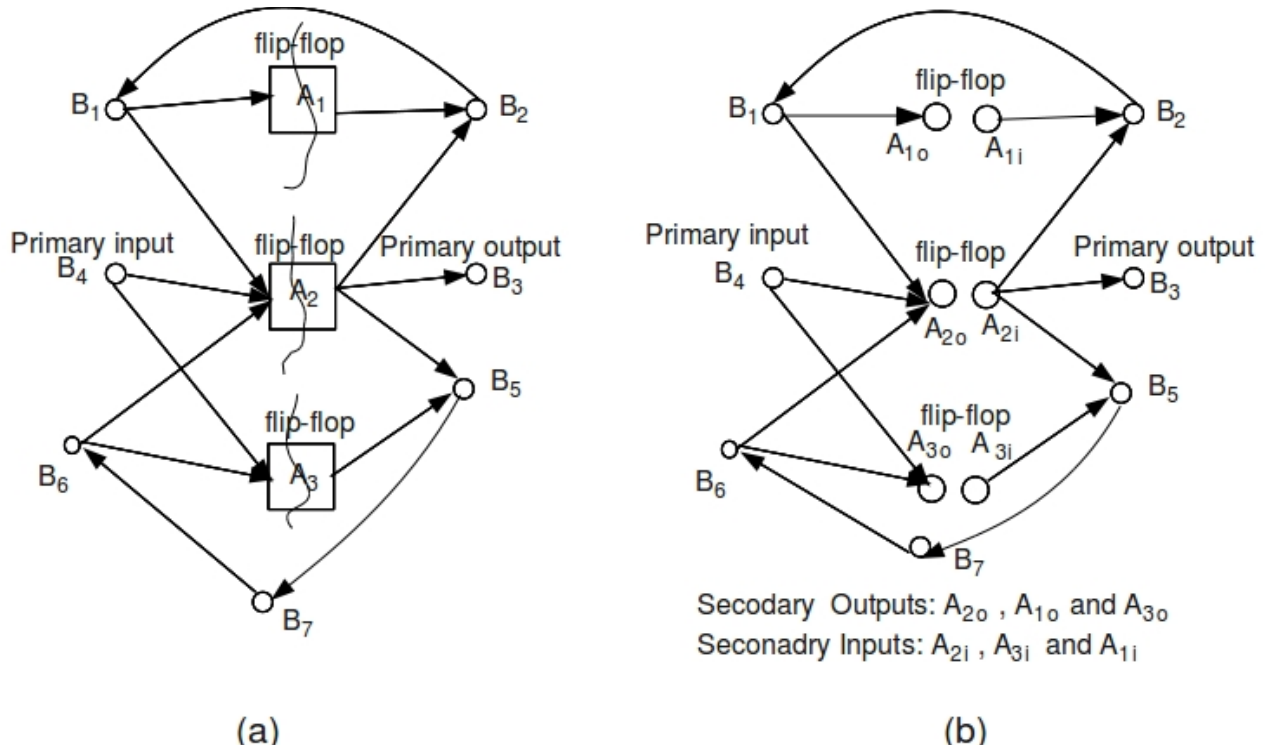 flip-flop
B1
A1
B2
Primary input
B4
flip-flop
A2
Primary output
B3
B5
flip-flop
A3
B6
B7
(a)
flip-flop
B1
A1o
A1i
B2
Primary input
B4
flip-flop
A2o
A2i
Primary output
B3
B5
flip-flop
A3o
A3i
B6
B7
Secodary Outputs: A2o , A1o and A3o
Seconadry Inputs: A2i , A3i and A1i
(b)